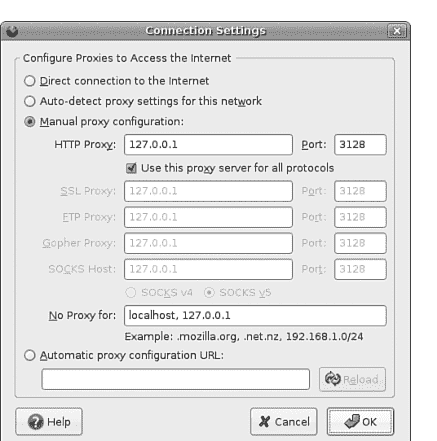 Connection Settings
Configure Proxies to Access the Internet
Direct connection to the Internet
Auto-detect proxy settings for this network
Manual proxy configuration:
HTTP Proxy: 127.0.0.1 Port: 3128
Use this proxy server for all protocols
SSL Proxy: 127.0.0.1 Port: 3128
FTP Proxy: 127.0.0.1 Port: 3128
Gopher Proxy: 127.0.0.1 Port: 3128
SOCKS Host: 127.0.0.1 Port: 3128
SOCKS v4 SOCKS v5
No Proxy for: localhost, 127.0.0.1
Example: .mozilla.org, .net.nz, 192.168.1.0/24
Automatic proxy configuration URL:
Reload
Help Cancel OK